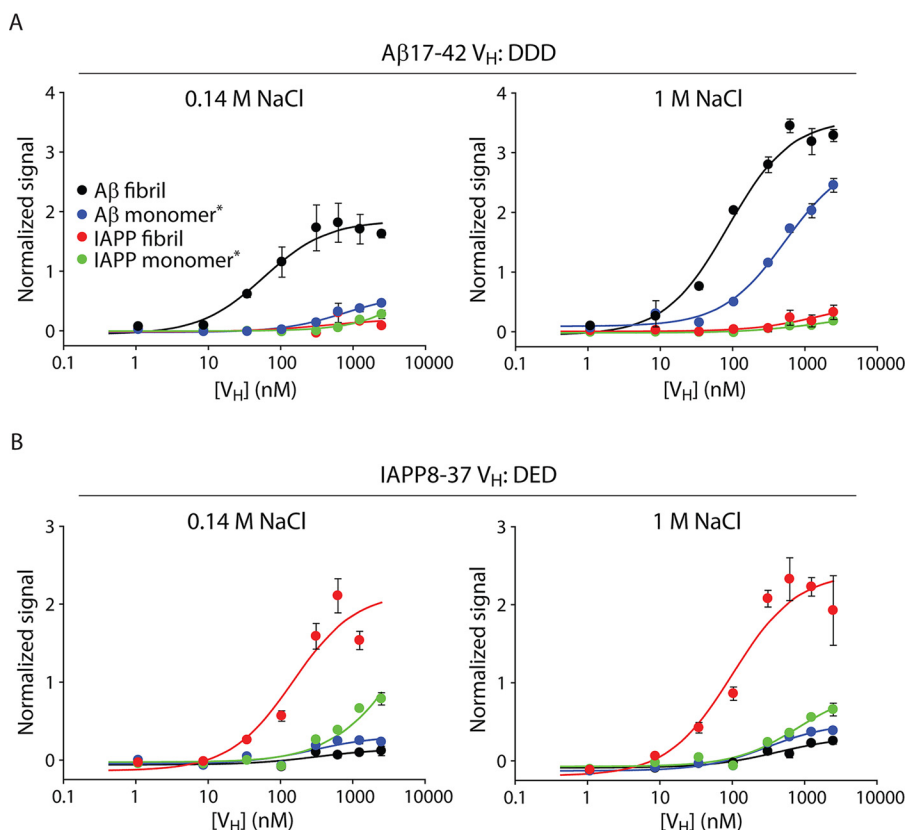 A
Aβ17-42 VH: DDD
0.14 M NaCl
1 M NaCl
Normalized signal
4
3
2
1
0
Aβ fibril
Aβ monomer*
IAPP fibril
IAPP monomer*
0.1 1 10 100 1000 10000
[VH] (nM)
Normalized signal
4
3
2
1
0
0.1 1 10 100 1000 10000
[VH] (nM)
B
IAPP8-37 VH: DED
0.14 M NaCl
1 M NaCl
Normalized signal
3
2
1
0
0.1 1 10 100 1000 10000
[VH] (nM)
Normalized signal
3
2
1
0
0.1 1 10 100 1000 10000
[VH] (nM)